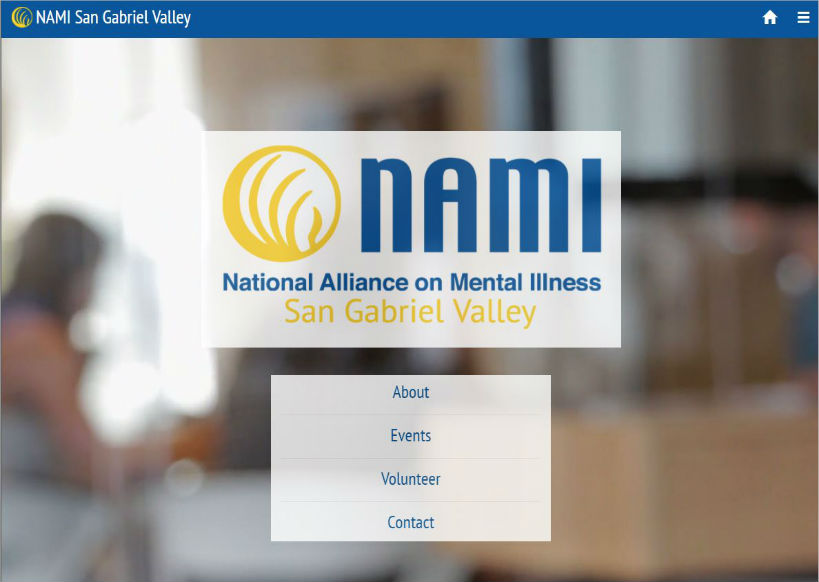 NAMI San Gabriel Valley
NAMI
National Alliance on Mental Illness
San Gabriel Valley
About
Events
Volunteer
Contact